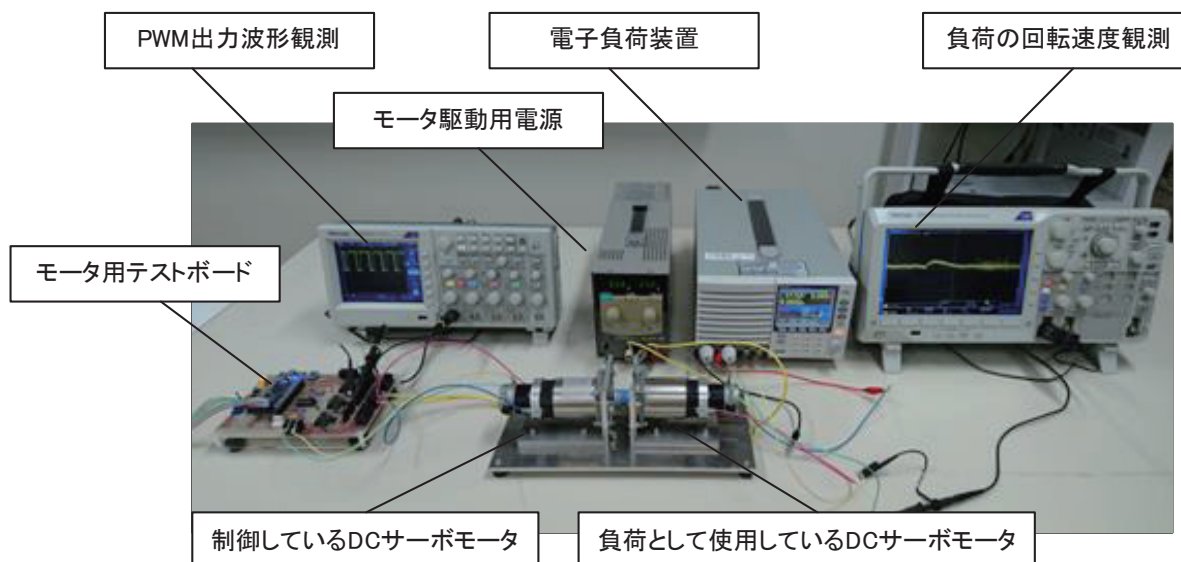 PWM出力波形観測
電子負荷装置
負荷の回転速度観測
モータ駆動用電源
モータ用テストボード
制御しているDCサーボモータ
負荷として使用しているDCサーボモータ